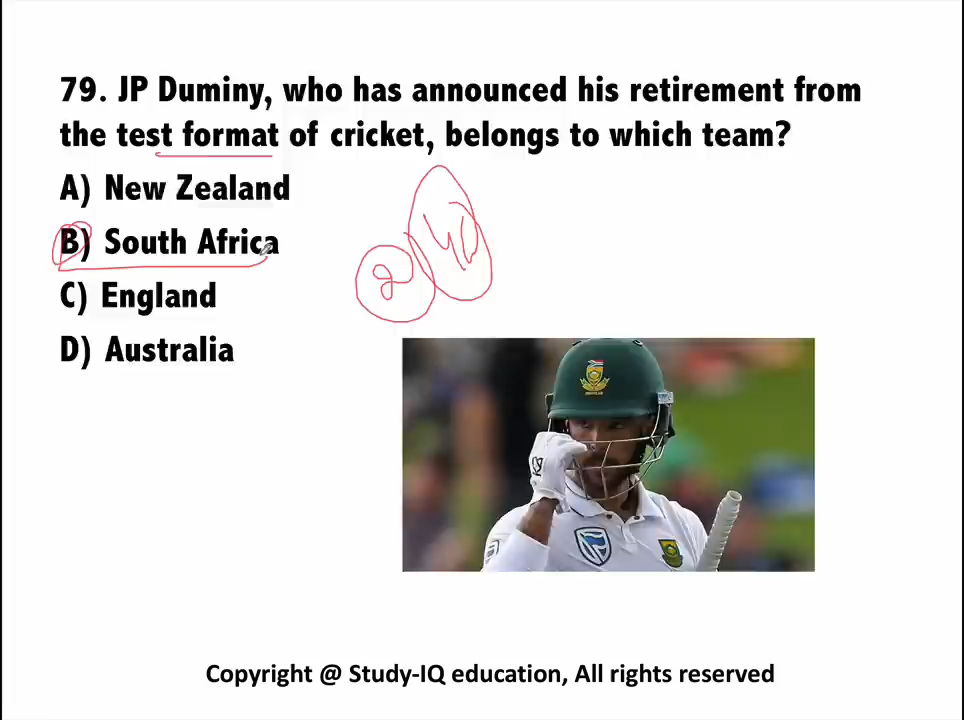 79. JP Duminy, who has announced his retirement from
the test format of cricket, belongs to which team?
A) New Zealand
B) South Africa
C) England
D) Australia
2
Copyright @ Study-IQ education, All rights reserved